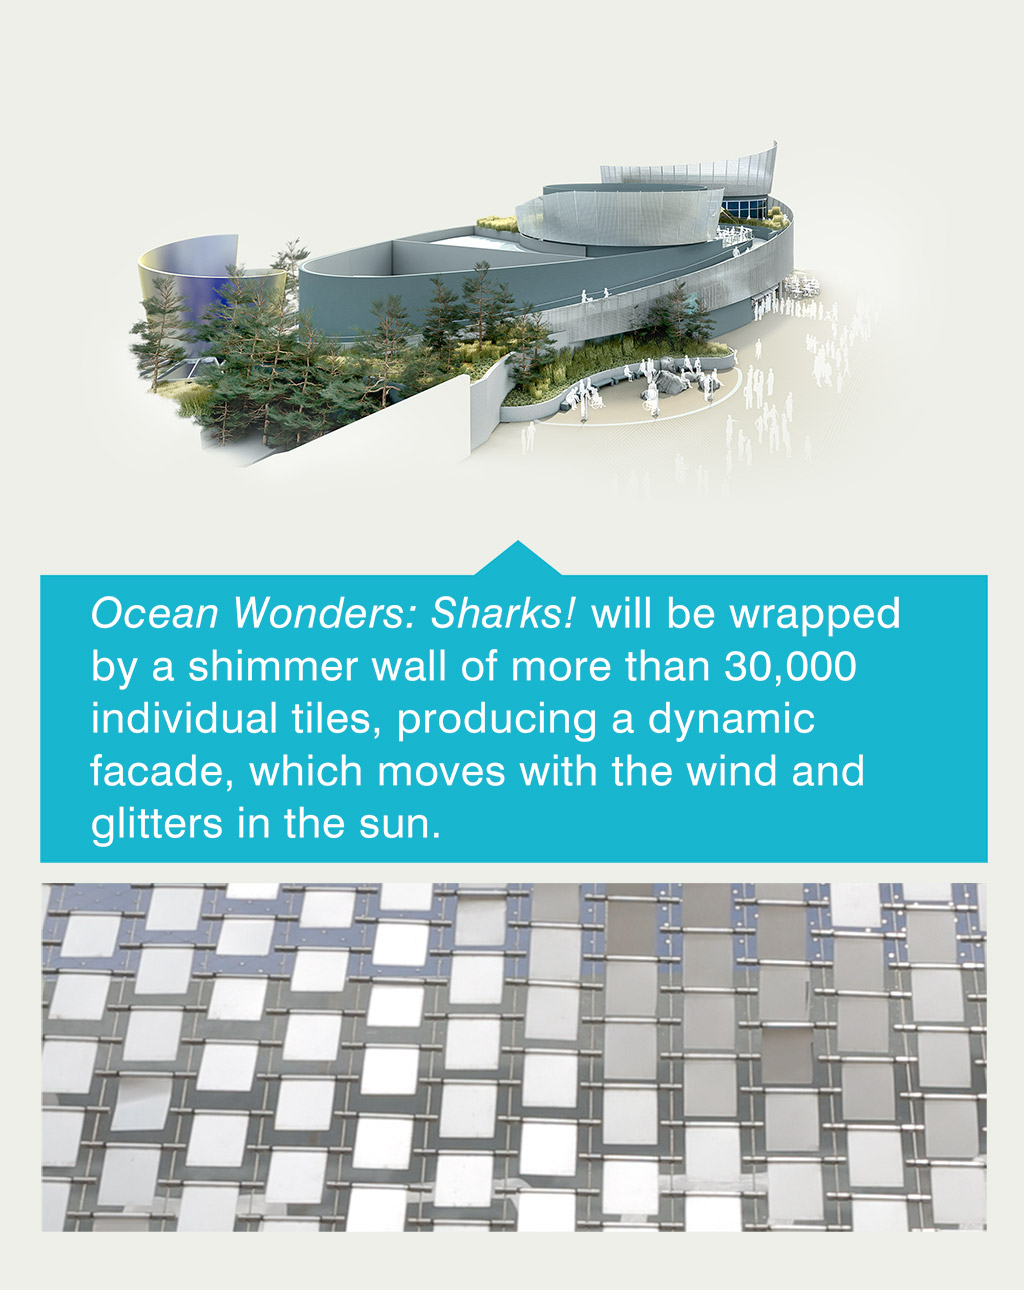 Ocean Wonders: Sharks! will be wrapped
by a shimmer wall of more than 30,000
individual tiles, producing a dynamic
facade, which moves with the wind and
glitters in the sun.